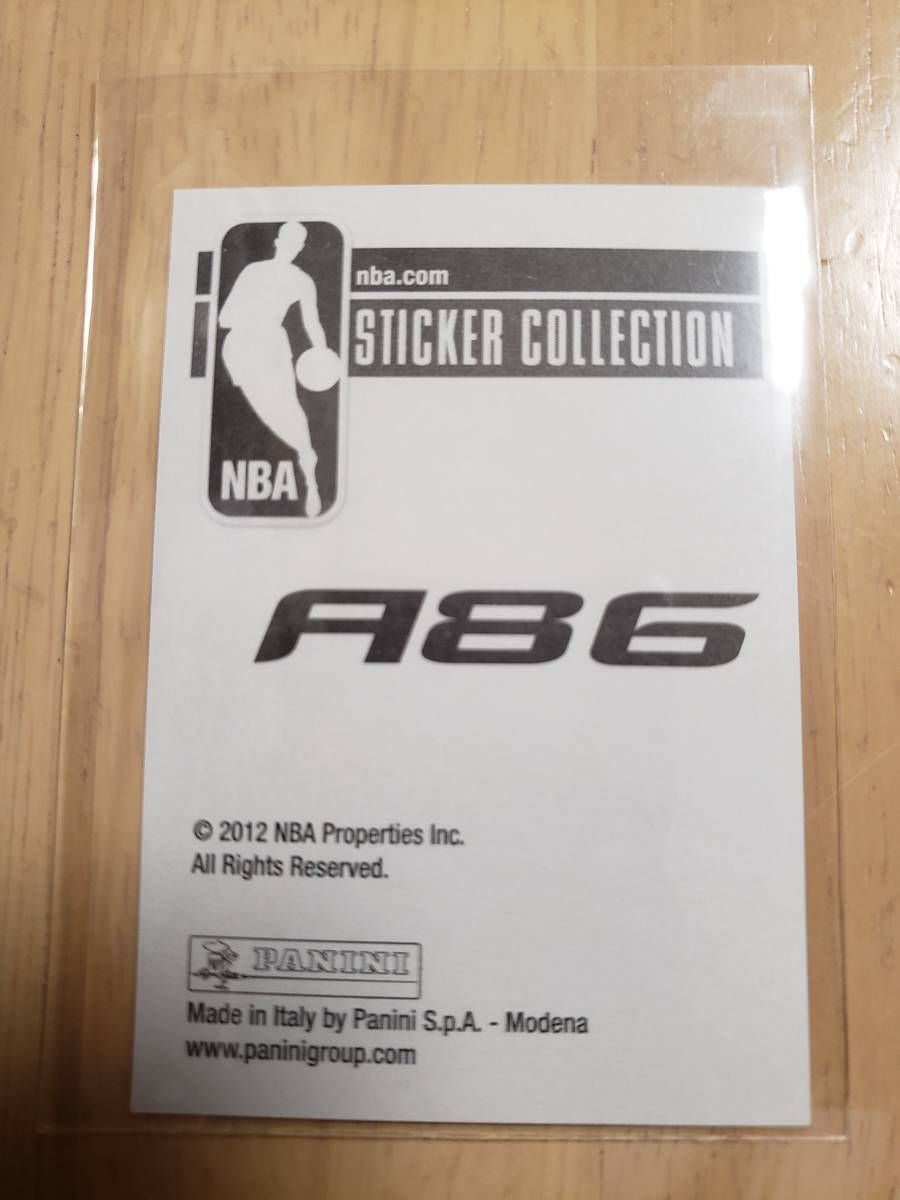 nba.com
STICKER COLLECTION
NBA
A86
© 2012 NBA Properties Inc.
All Rights Reserved.
PANINI
Made in Italy by Panini S.p.A. - Modena
www.paninigroup.com